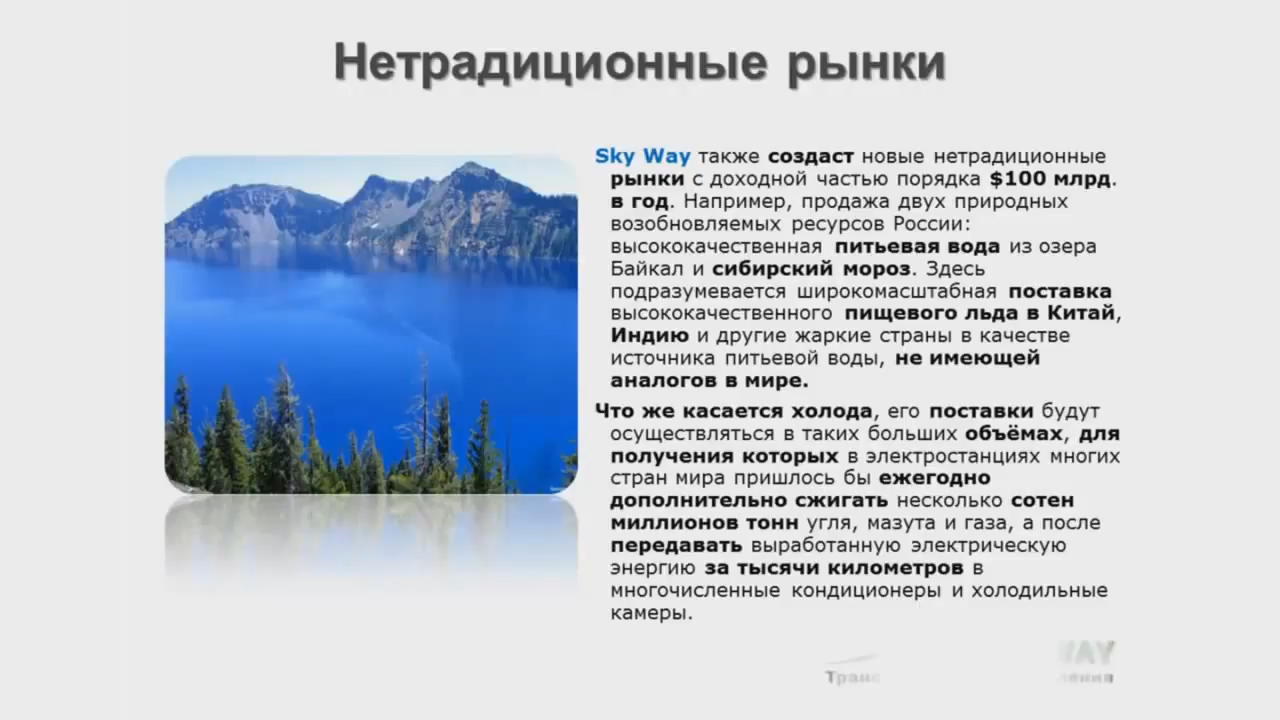 Нетрадиционные рынки
Sky Way также создаст новые нетрадиционные
рынки с доходной частью порядка $100 млрд.
в год. Например, продажа двух природных
возобновляемых ресурсов России:
высококачественная питьевая вода из озера
Байкал и сибирский мороз. Здесь
подразумевается широкомасштабная поставка
высококачественного пищевого льда в Китай,
Индию и другие жаркие страны в качестве
источника питьевой воды, не имеющей
аналогов в мире.
Что же касается холода, его поставки будут
осуществляться в таких больших объёмах, для
получения которых в электростанциях многих
стран мира пришлось бы ежегодно
дополнительно сжигать несколько сотен
миллионов тонн угля, мазута и газа, а после
передавать выработанную электрическую
энергию за тысячи километров в
многочисленные кондиционеры и холодильные
камеры.